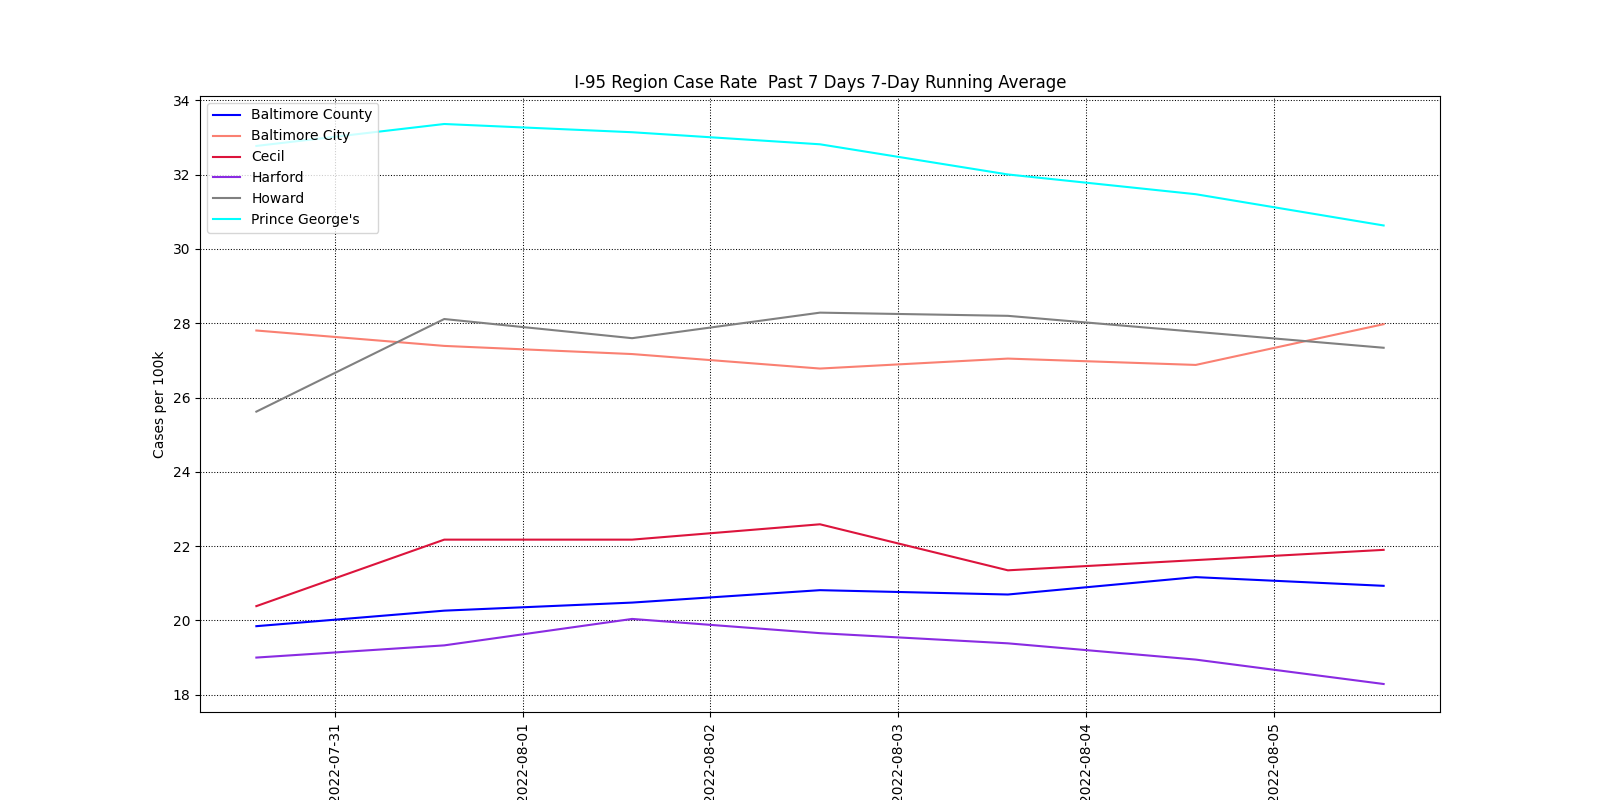 I-95 Region Case Rate  Past 7 Days 7-Day Running Average
Cases per 100k
34
32
30
28
26
24
22
20
18
Baltimore County
Baltimore City
Cecil
Harford
Howard
Prince George's
2022-07-31
2022-08-01
2022-08-02
2022-08-03
2022-08-04
2022-08-05